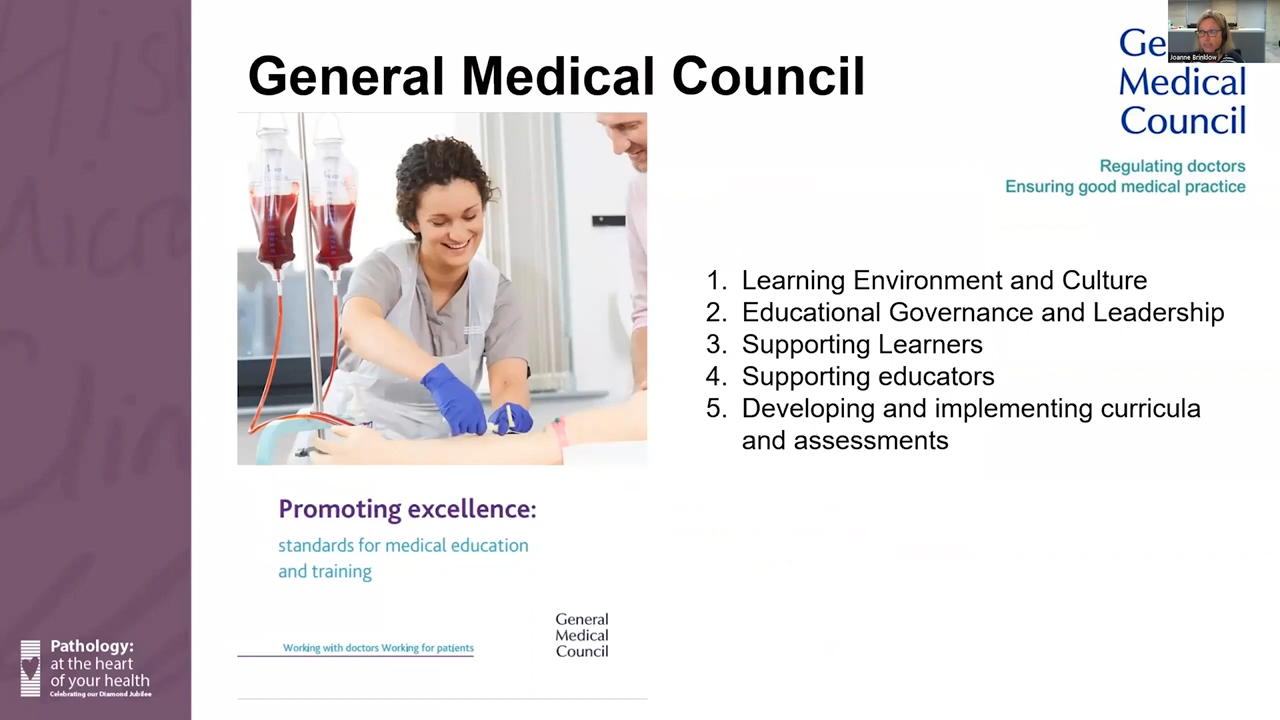 General Medical Council
Ge
Medical
Council
Joanne Brinklow
Regulating doctors
Ensuring good medical practice
1. Learning Environment and Culture
2. Educational Governance and Leadership
3. Supporting Learners
4. Supporting educators
5. Developing and implementing curricula
and assessments
Promoting excellence:
standards for medical education
and training
General
Medical
Council
Working with doctors Working for patients
Pathology:
at the heart
of your health
Celebrating our Diamond Jubilee